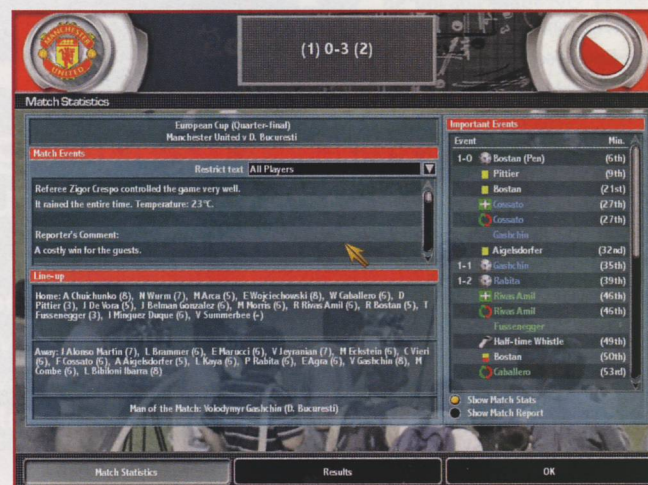 MANCHESTER
UNITED
(1) 0-3 (2)
Match Statistics
European Cup (Quarter-final)
Manchester United v D. Bucuresti
Match Events
Restrict text All Players
Referee Zigor Crespo controlled the game very well.
It rained the entire time. Temperature: 23°C.
Reporter's Comment:
A costly win for the guests.
Line-up
Home: A Chuichunko (8), N Wurm (7), M Arca (5), E Wojciechowski (8), W Caballero (6), D
Pittier (3), J De Vora (5), J Belman Gonzalez (6), M Morris (6), R Rivas Amil (5), R Bostan (5), T
Fussenegger (3), I Minguez Duque (6), V Summerbee (-)
Away: J Alonso Martin (7), L Brammer (6), E Marucci (6), V Jeyranian (7), M Eckstein (6), C Vieri
(6), F Cossato (6), A Aigelsdorfer (5), L Kaya (6), P Rabita (6), E Agra (6), V Gashchin (8), M
Combe (6), L Bibiloni Ibarra (8)
Man of the Match: Volodymyr Gashchin (D. Bucuresti)
Important Events
Event Min.
1-0 Bostan (Pen) (6th)
Pittier (9th)
Bostan (21st)
Cossato (27th)
Cossato (27th)
Gashchin
Aigelsdorfer (32nd)
1-1 Gashchin (35th)
1-2 Rabita (39th)
Rivas Amil (46th)
Rivas Amil (46th)
Fussenegger
Half-time Whistle (49th)
Bostan (50th)
Caballero (53rd)
Show Match Stats
Show Match Report
Match Statistics
Results
OK